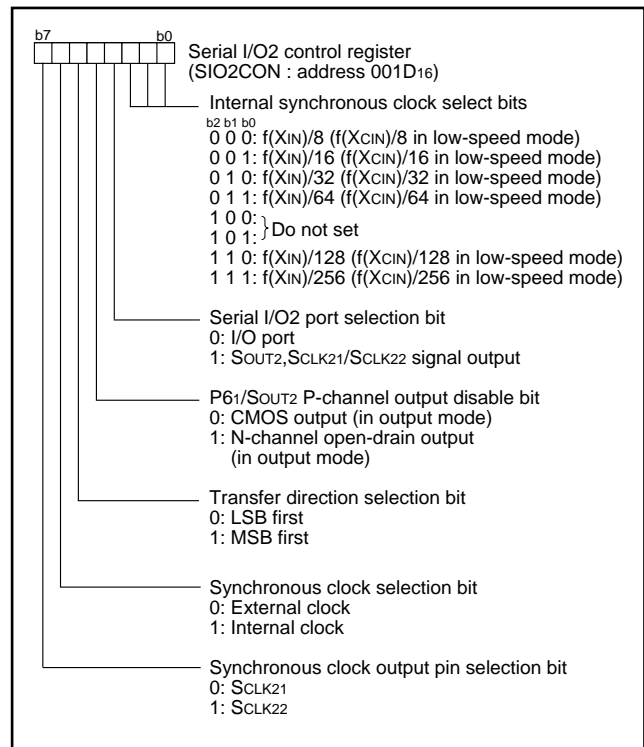 b7 b0
Serial I/O2 control register
(SIO2CON : address 001D16)
Internal synchronous clock select bits
b2 b1 b0
0 0 0: f(XIN)/8 (f(XCIN)/8 in low-speed mode)
0 0 1: f(XIN)/16 (f(XCIN)/16 in low-speed mode)
0 1 0: f(XIN)/32 (f(XCIN)/32 in low-speed mode)
0 1 1: f(XIN)/64 (f(XCIN)/64 in low-speed mode)
1 0 0:
1 0 1: } Do not set
1 1 0: f(XIN)/128 (f(XCIN)/128 in low-speed mode)
1 1 1: f(XIN)/256 (f(XCIN)/256 in low-speed mode)
Serial I/O2 port selection bit
0: I/O port
1: SOUT2,SCLK21/SCLK22 signal output
P61/SOUT2 P-channel output disable bit
0: CMOS output (in output mode)
1: N-channel open-drain output
(in output mode)
Transfer direction selection bit
0: LSB first
1: MSB first
Synchronous clock selection bit
0: External clock
1: Internal clock
Synchronous clock output pin selection bit
0: SCLK21
1: SCLK22